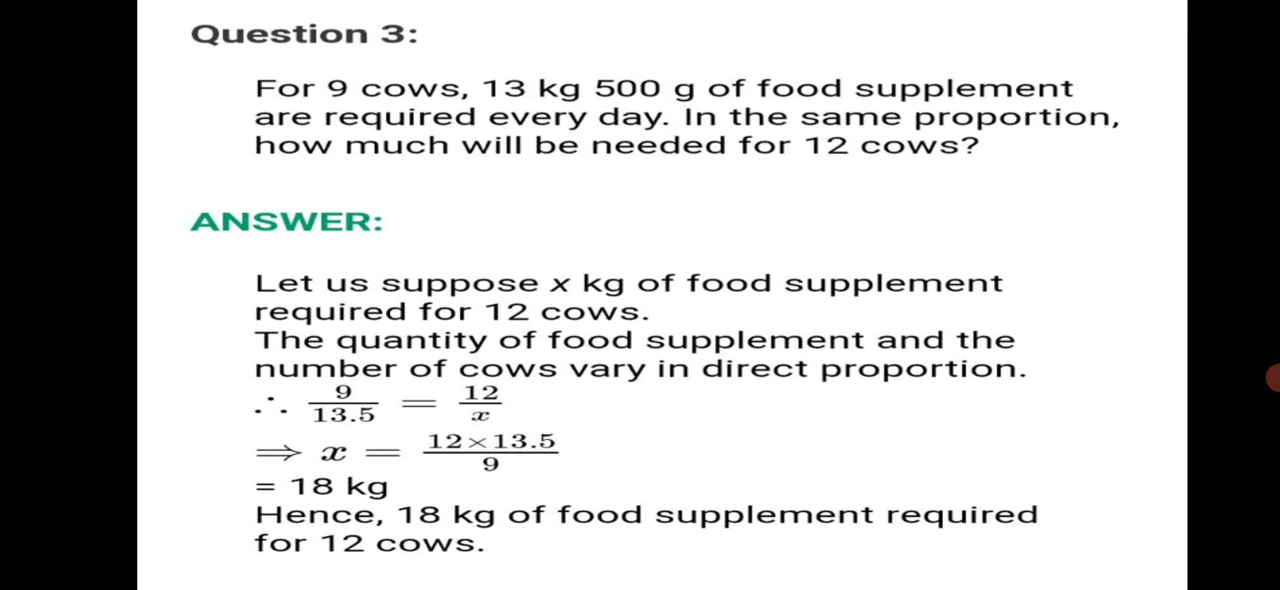 Question 3:
For 9 cows, 13 kg 500 g of food supplement
are required every day. In the same proportion,
how much will be needed for 12 cows?
ANSWER:
Let us suppose x kg of food supplement
required for 12 cows.
The quantity of food supplement and the
number of cows vary in direct proportion.
∴ 9/13.5 = 12/x
⇒ x = 12×13.5/9
= 18 kg
Hence, 18 kg of food supplement required
for 12 cows.